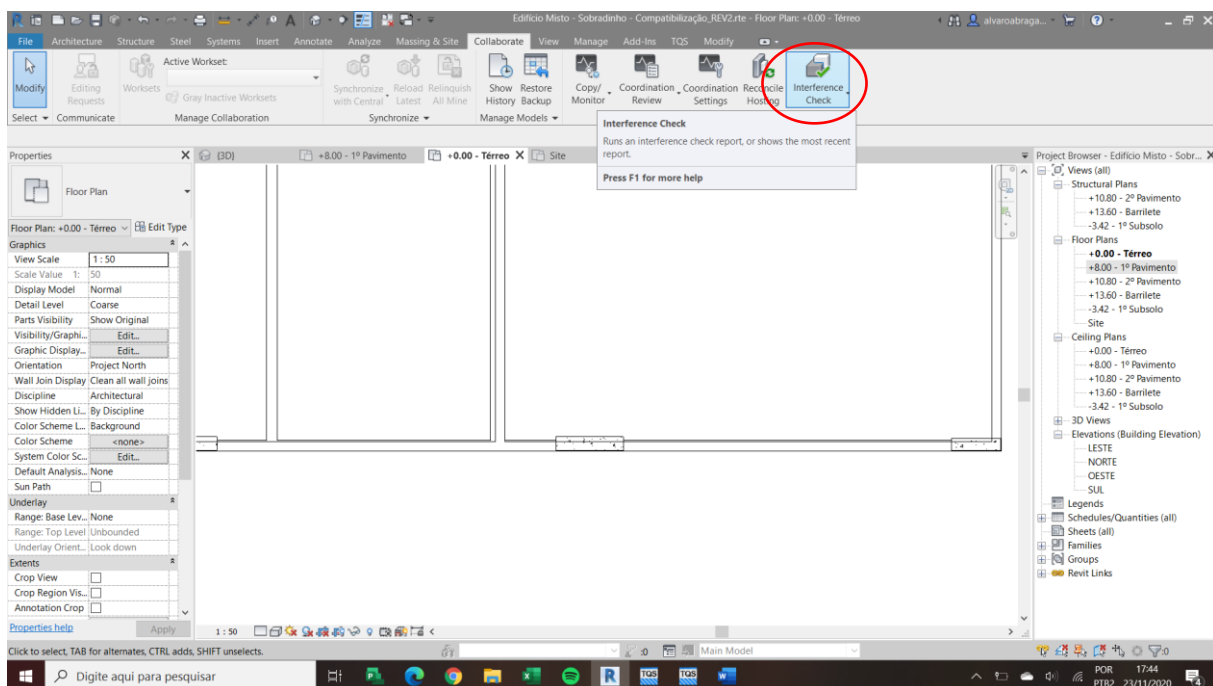 Edifício Misto - Sobradinho - Compatibilização_REV2.rte - Floor Plan: +0.00 - Térreo
alvaroabraga...
File Architecture Structure Steel Systems Insert Annotate Analyze Massing & Site Collaborate View Manage Add-Ins TQS Modify
Modify
Editing Requests
Worksets
Active Workset:
Gray Inactive Worksets
Synchronize with Central
Reload Latest
Relinquish All Mine
Show History
Restore Backup
Copy/ Monitor
Coordination Review
Coordination Settings
Reconcile Hosting
Interference Check
Select Communicate Manage Collaboration Synchronize Manage Models
Interference Check
Runs an interference check report, or shows the most recent
report.
Press F1 for more help
Properties
{3D} +8.00 - 1º Pavimento +0.00 - Térreo Site
Floor Plan
Floor Plan: +0.00 - Térreo Edit Type
Graphics
View Scale 1 : 50
Scale Value 1: 50
Display Model Normal
Detail Level Coarse
Parts Visibility Show Original
Visibility/Graphi... Edit...
Graphic Display... Edit...
Orientation Project North
Wall Join Display Clean all wall joins
Discipline Architectural
Show Hidden Li... By Discipline
Color Scheme L... Background
Color Scheme <none>
System Color Sc... Edit...
Default Analysis... None
Sun Path
Underlay
Range: Base Lev... None
Range: Top Level Unbounded
Underlay Orient... Look down
Extents
Crop View
Crop Region Vis...
Annotation Crop
Properties help Apply
1 : 50
Project Browser - Edifício Misto - Sobr...
Views (all)
Structural Plans
+10.80 - 2º Pavimento
+13.60 - Barrilete
-3.42 - 1º Subsolo
Floor Plans
+0.00 - Térreo
+8.00 - 1º Pavimento
+10.80 - 2º Pavimento
+13.60 - Barrilete
-3.42 - 1º Subsolo
Site
Ceiling Plans
+0.00 - Térreo
+8.00 - 1º Pavimento
+10.80 - 2º Pavimento
+13.60 - Barrilete
-3.42 - 1º Subsolo
3D Views
Elevations (Building Elevation)
LESTE
NORTE
OESTE
SUL
Legends
Schedules/Quantities (all)
Sheets (all)
Families
Groups
Revit Links
Click to select, TAB for alternates, CTRL adds, SHIFT unselects.
:0 Main Model :0
Digite aqui para pesquisar
TQS TQS
POR 17:44
PTB2 23/11/2020